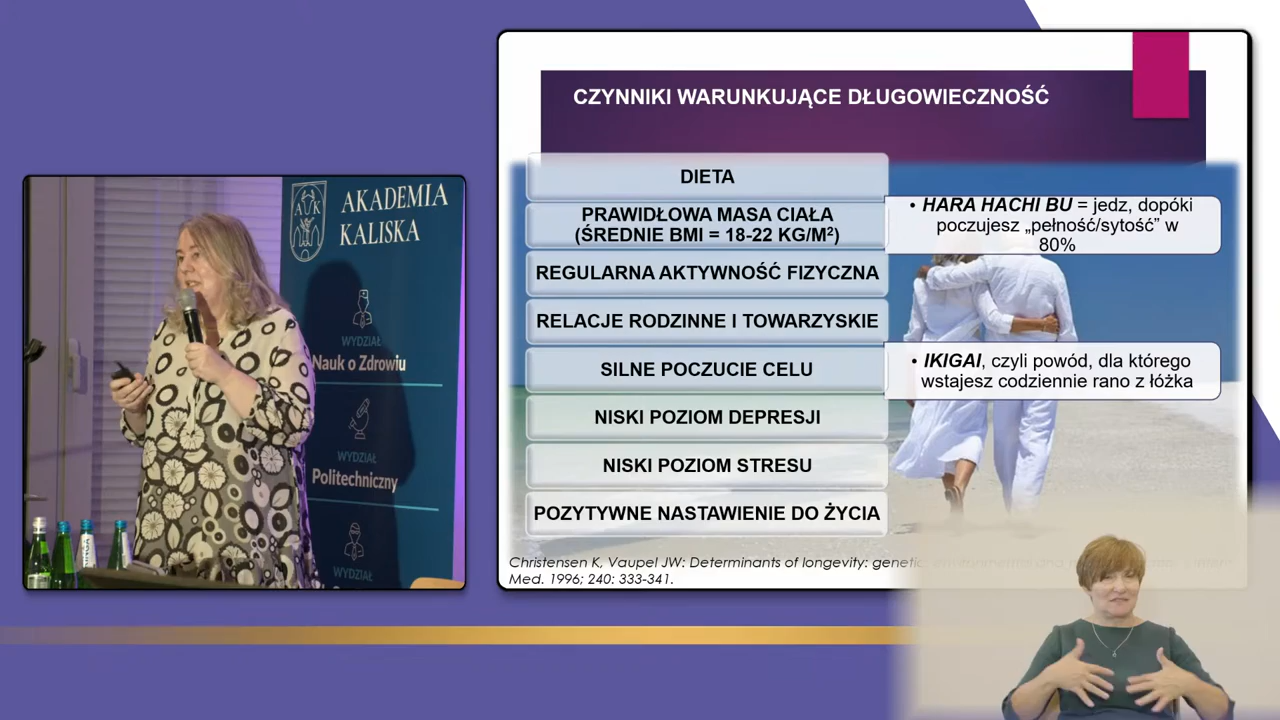 AKADEMIA
KALISKA
WYDZIAŁ
Nauk o Zdrowiu
WYDZIAŁ
Politechniczny
WYDZIAŁ
CZYNNIKI WARUNKUJĄCE DŁUGOWIECZNOŚĆ
DIETA
PRAWIDŁOWA MASA CIAŁA
(ŚREDNIE BMI = 18-22 KG/M²)
• HARA HACHI BU = jedz, dopóki
poczujesz „pełność/sytość” w
80%
REGULARNA AKTYWNOŚĆ FIZYCZNA
RELACJE RODZINNE I TOWARZYSKIE
SILNE POCZUCIE CELU
• IKIGAI, czyli powód, dla którego
wstajesz codziennie rano z łóżka
NISKI POZIOM DEPRESJI
NISKI POZIOM STRESU
POZYTYWNE NASTAWIENIE DO ŻYCIA
Christensen K, Vaupel JW: Determinants of longevity: genetic, environmental and
Med. 1996; 240: 333-341.